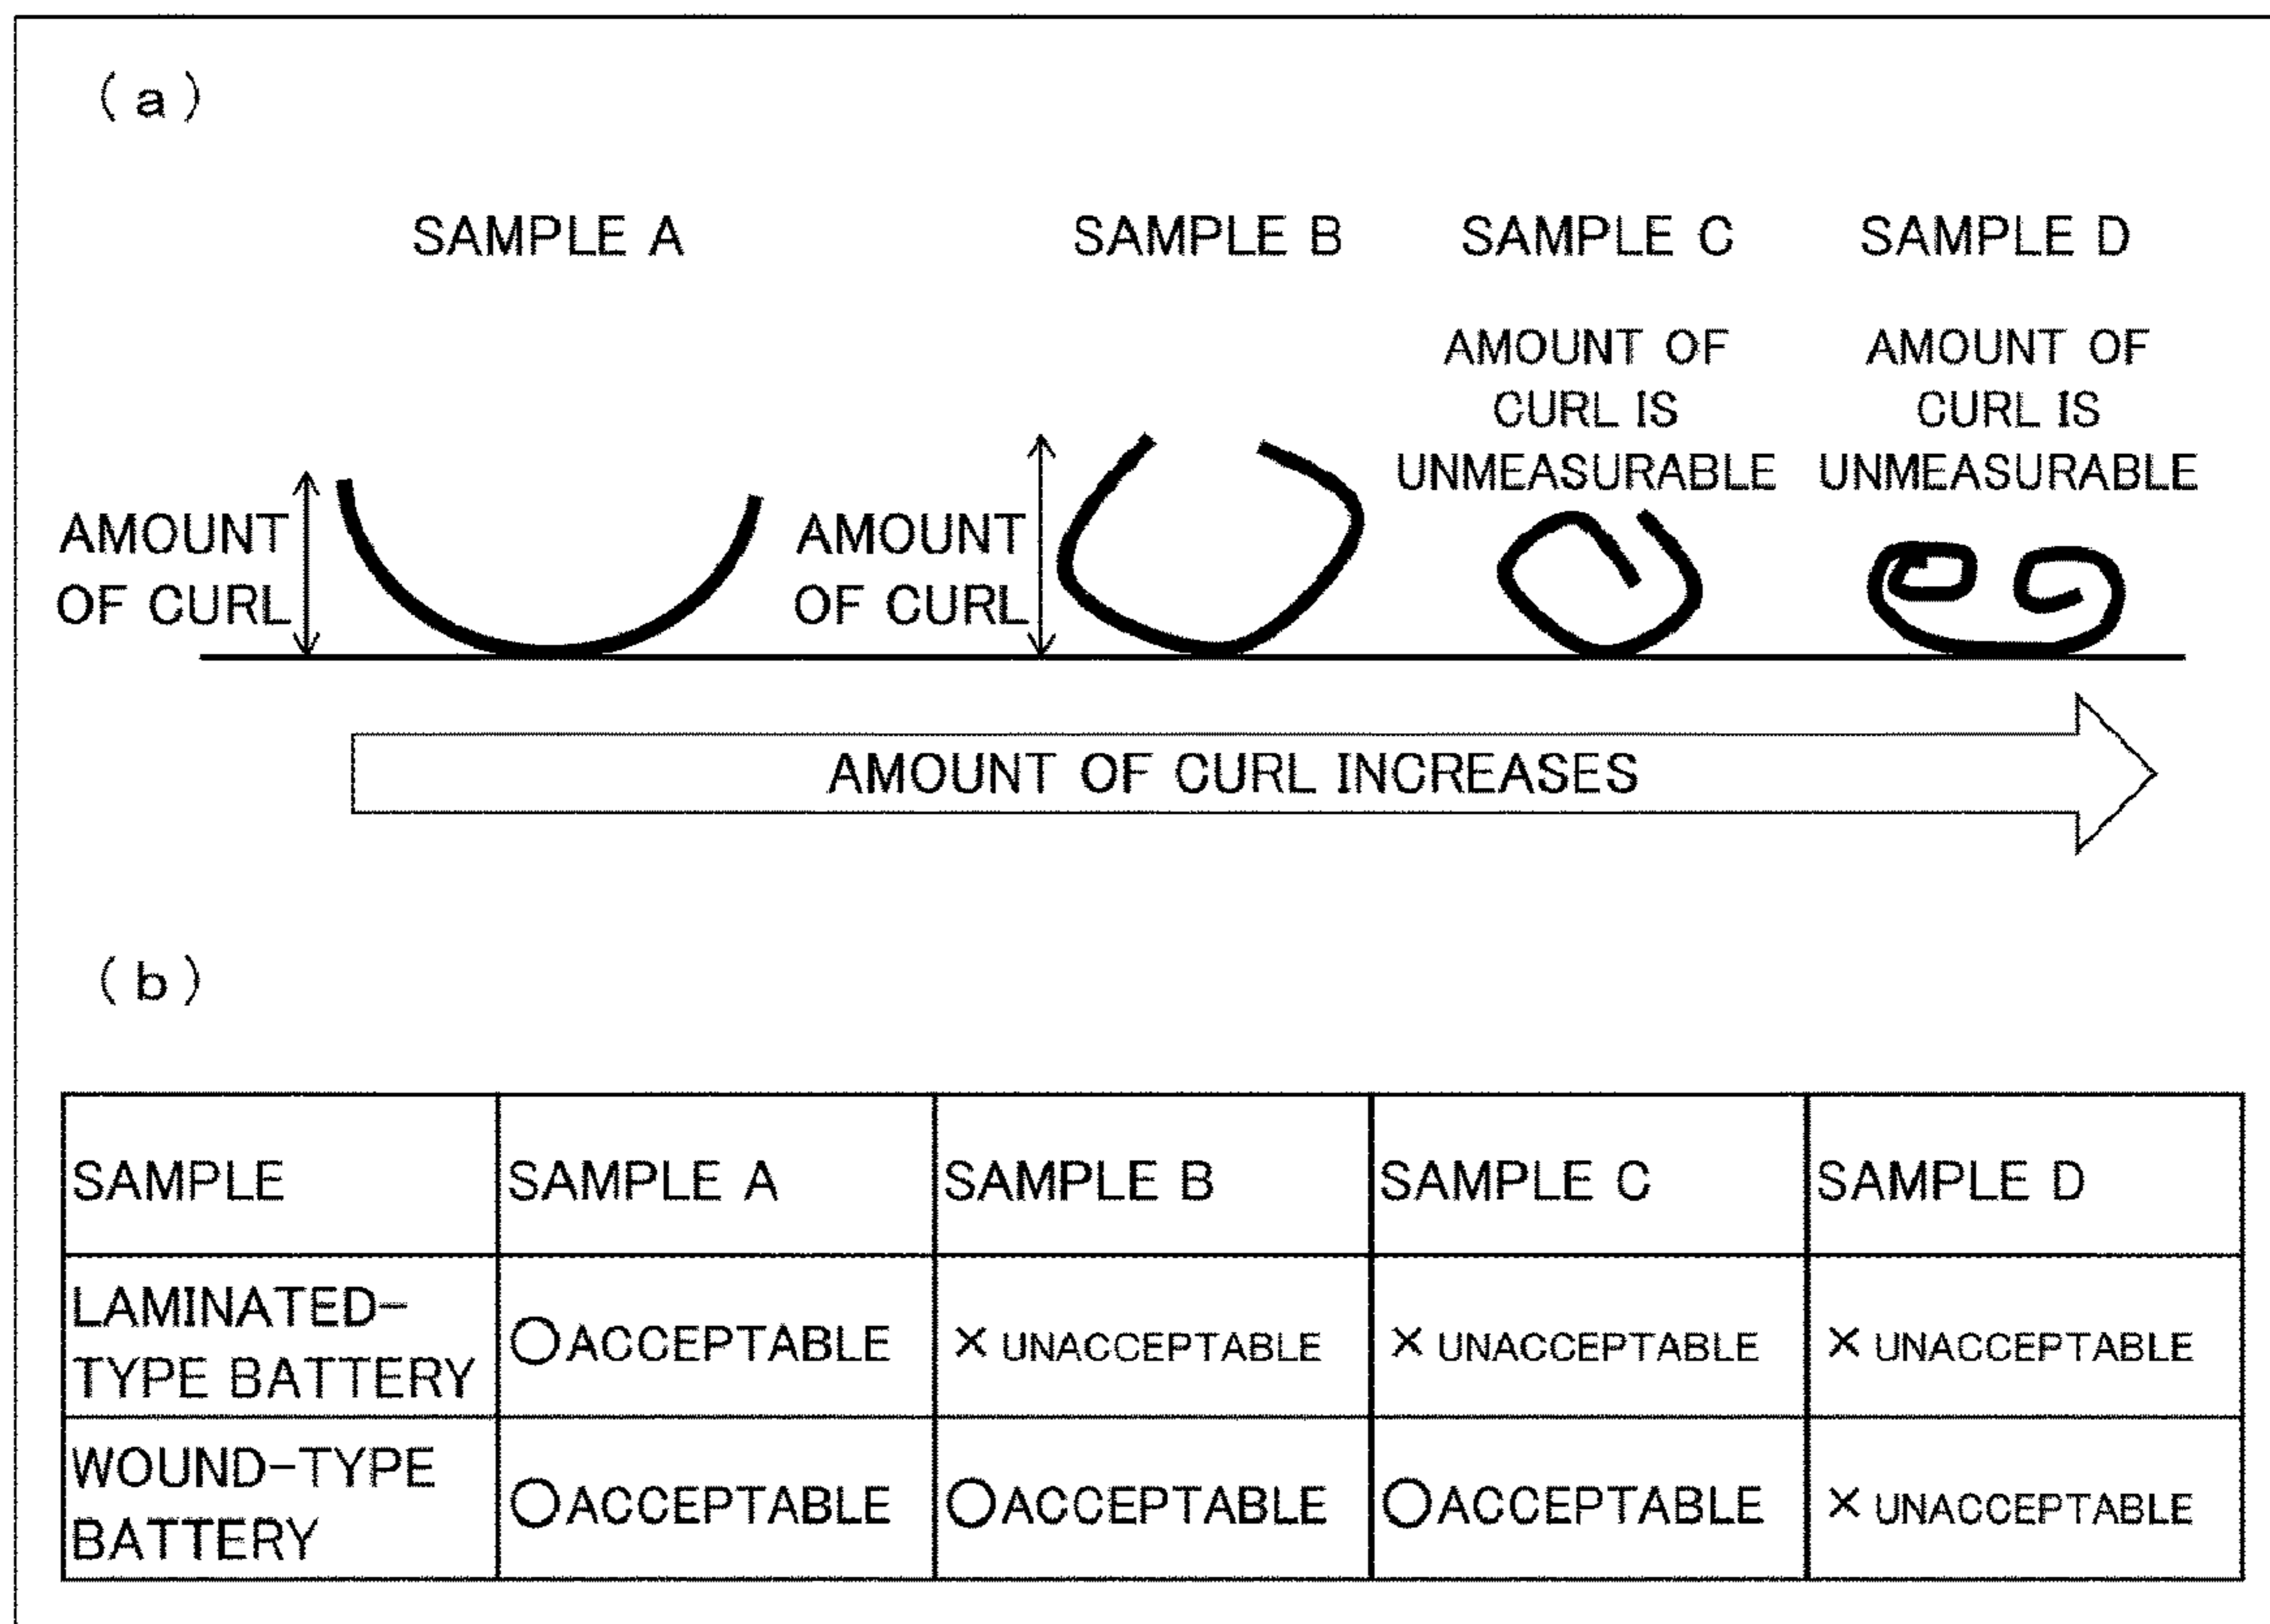 ( a )
SAMPLE A
SAMPLE B
SAMPLE C
SAMPLE D
AMOUNT OF
CURL IS
UNMEASURABLE
AMOUNT OF
CURL IS
UNMEASURABLE
AMOUNT
OF CURL
AMOUNT
OF CURL
AMOUNT OF CURL INCREASES
( b )
SAMPLE
SAMPLE A
SAMPLE B
SAMPLE C
SAMPLE D
LAMINATED-
TYPE BATTERY
○ACCEPTABLE
× UNACCEPTABLE
× UNACCEPTABLE
× UNACCEPTABLE
WOUND-TYPE
BATTERY
○ACCEPTABLE
○ACCEPTABLE
○ACCEPTABLE
× UNACCEPTABLE